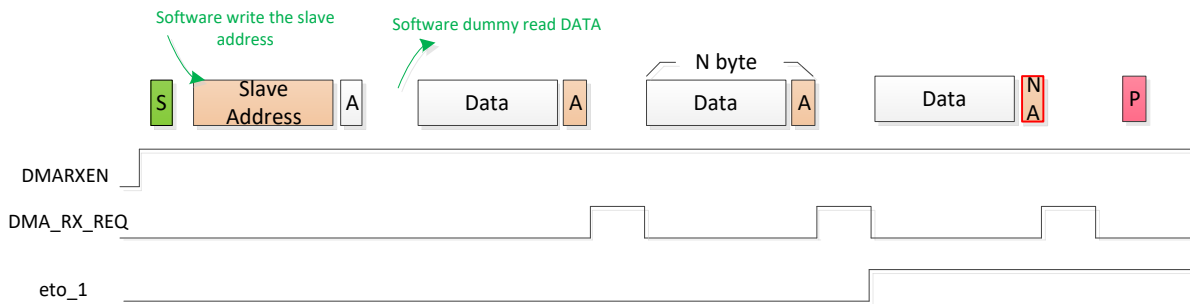 Software write the slave
address
Software dummy read DATA
N byte
S
Slave
Address
A
Data
A
Data
A
Data
N
A
P
DMARXEN
DMA_RX_REQ
eto_1